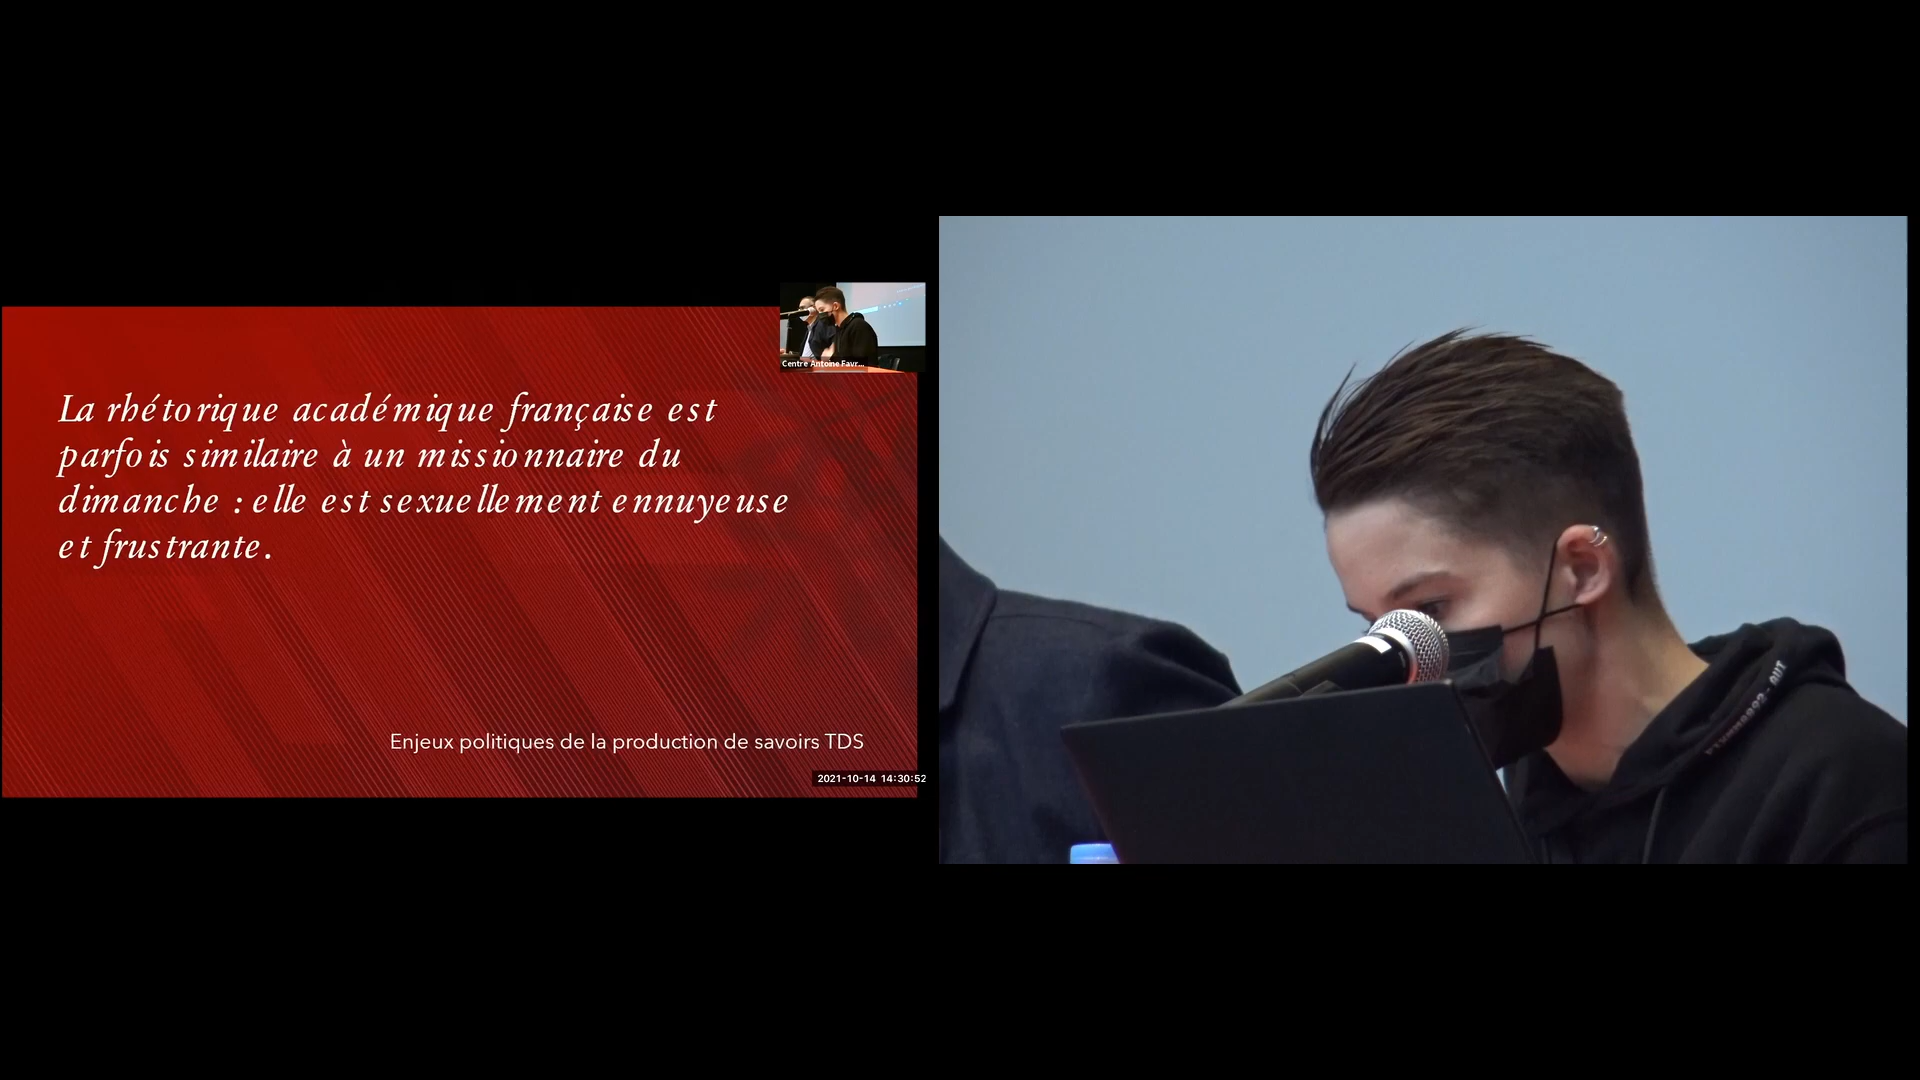 La rhétorique académique française est
parfois similaire à un missionnaire du
dimanche : elle est sexuellement ennuyeuse
et frustrante.
Enjeux politiques de la production de savoirs TDS
2021-10-14 14:30:52
Centre Antoine Favr...